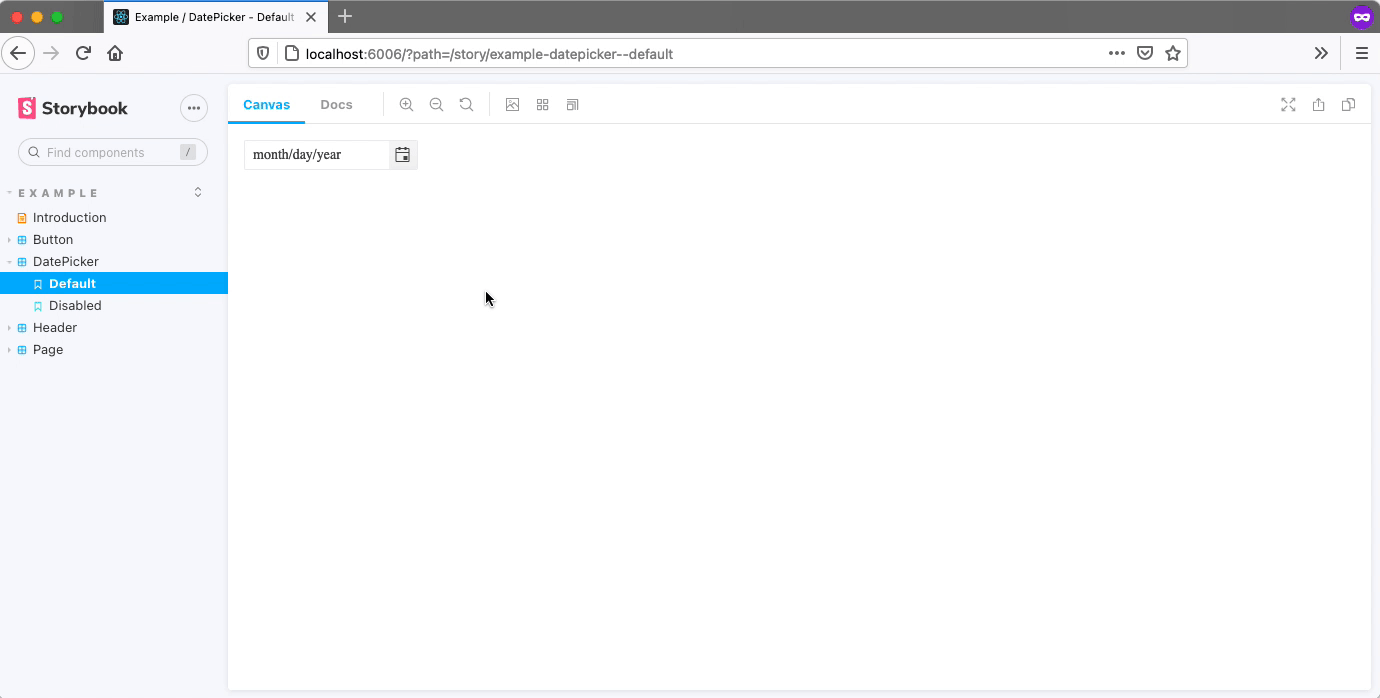 Example / DatePicker - Default
localhost:6006/?path=/story/example-datepicker--default
Storybook
Canvas Docs
Find components /
month/day/year
EXAMPLE
Introduction
Button
DatePicker
Default
Disabled
Header
Page